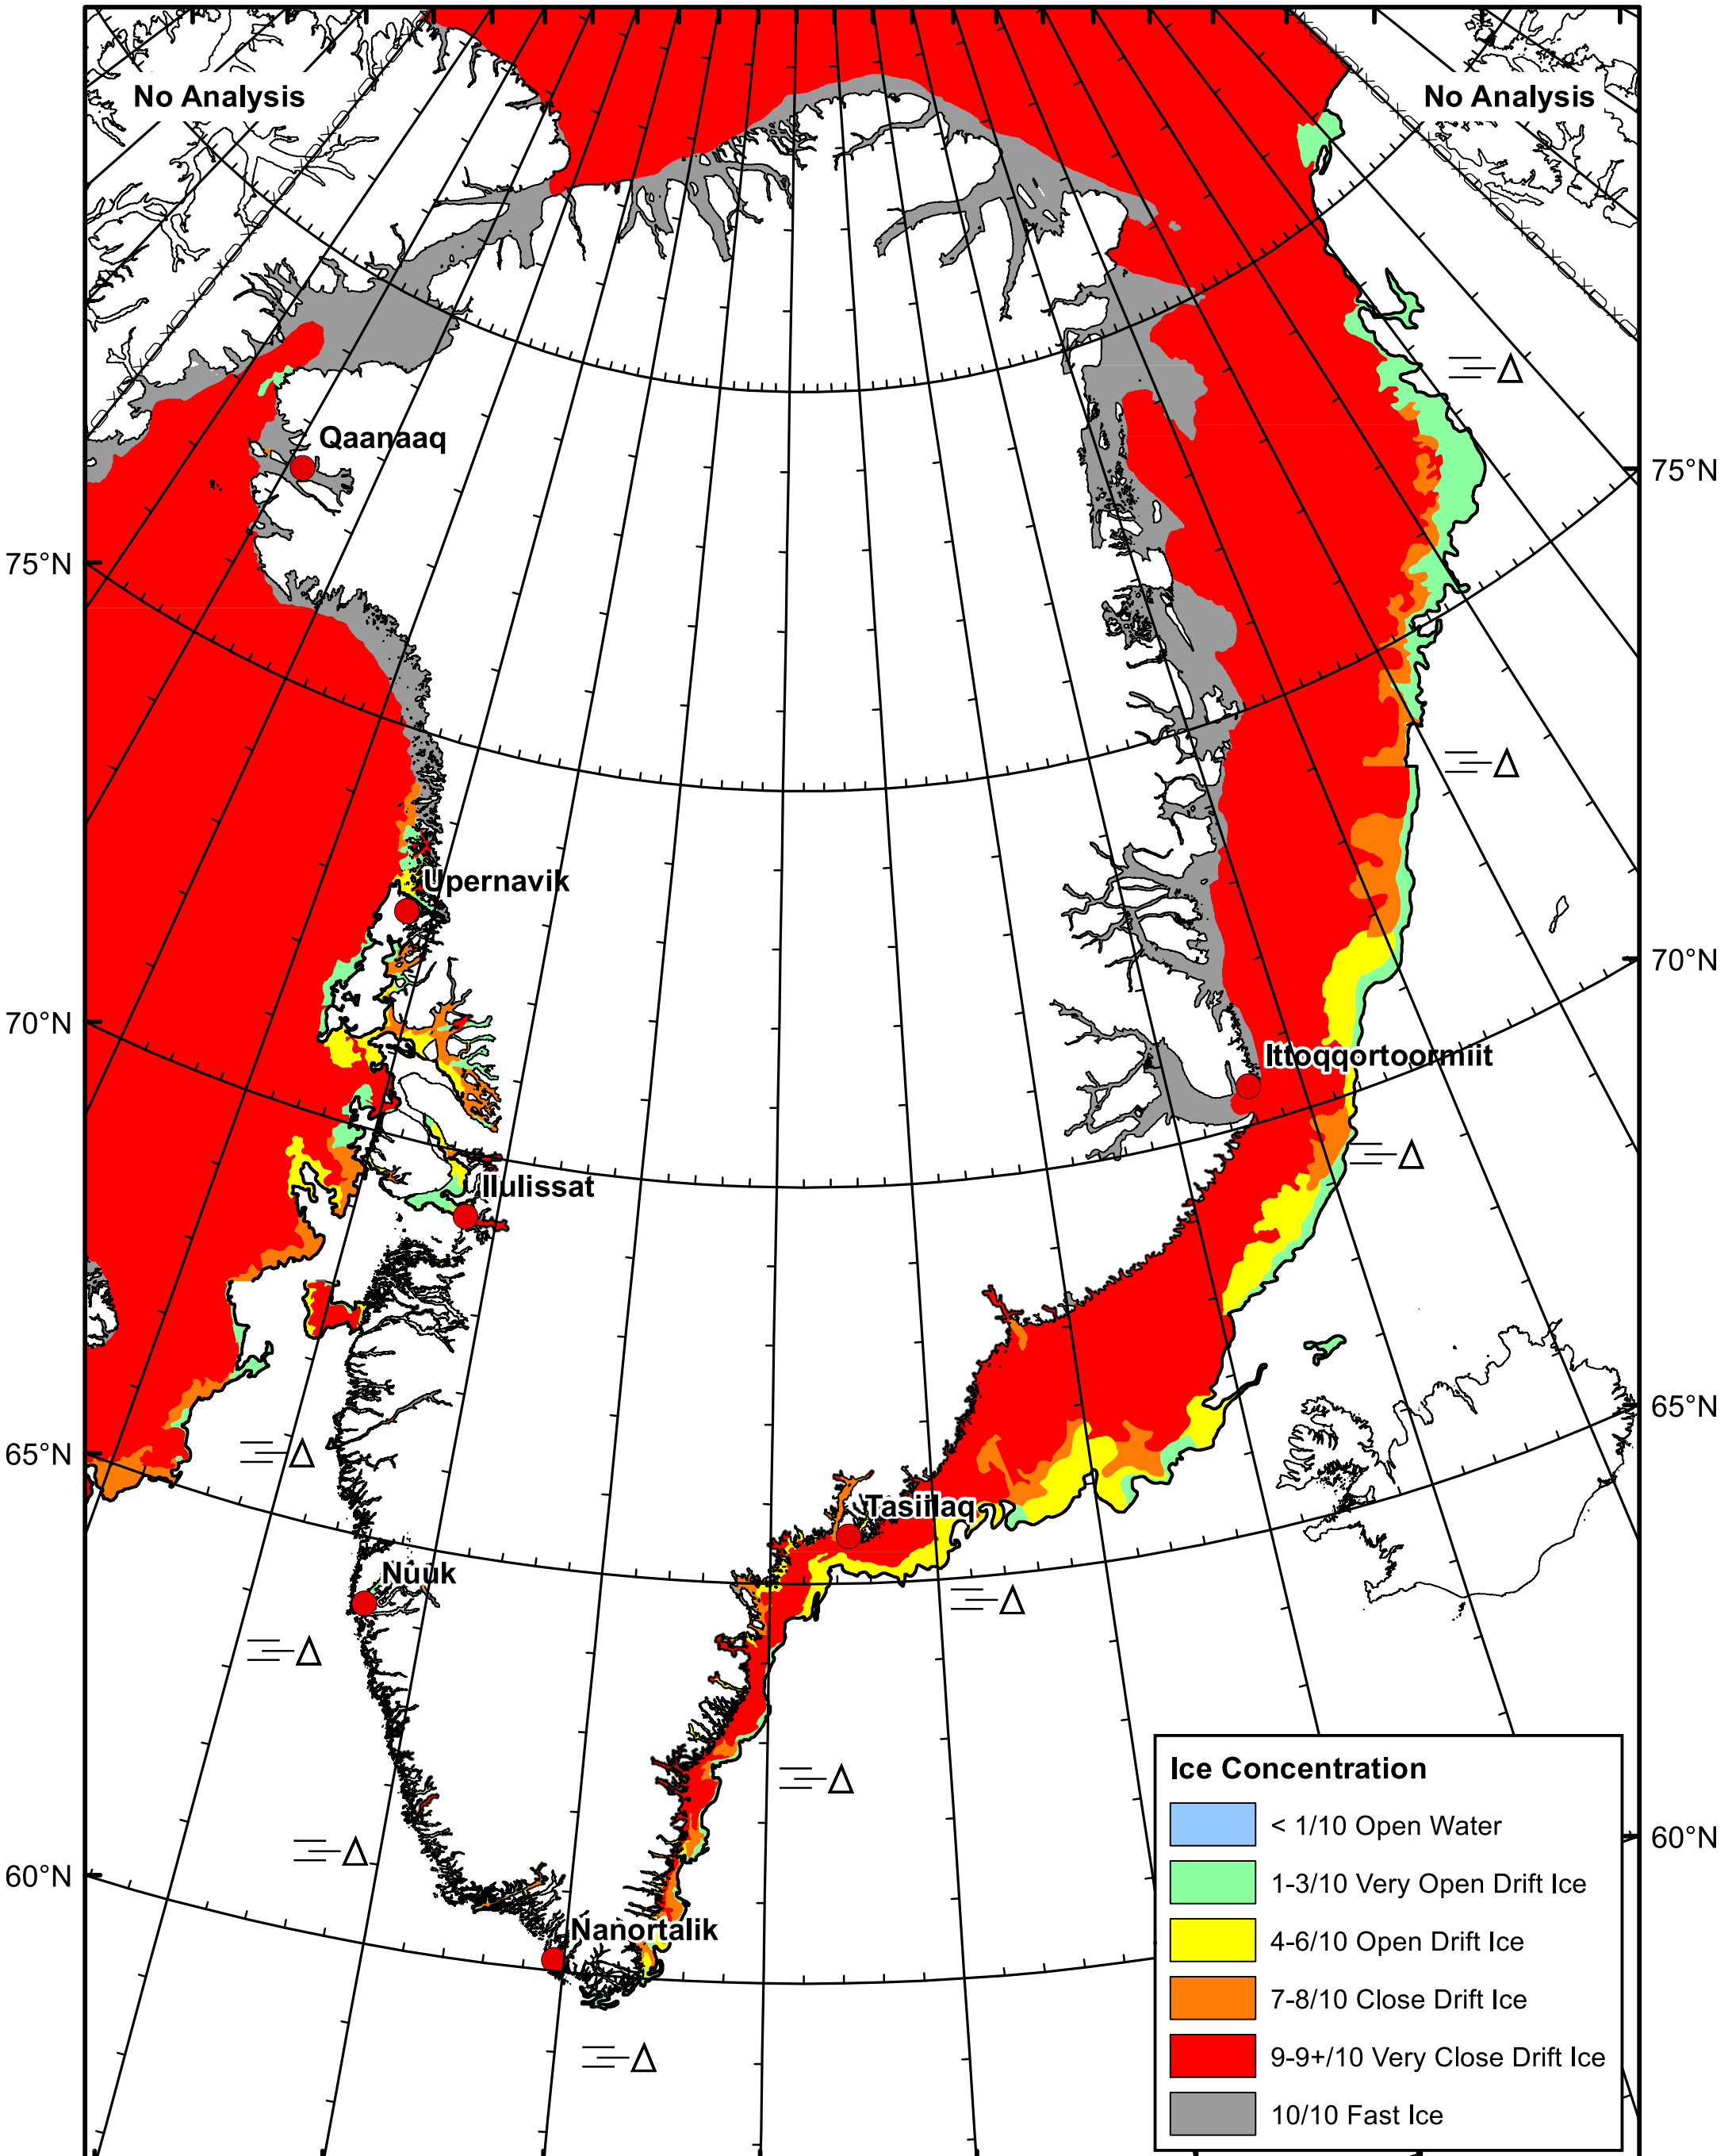 No Analysis
No Analysis
Qaanaaq
75°N
75°N
Upernavik
70°N
70°N
Ittoqqortoormiit
Ilulissat
65°N
65°N
Tasiilaq
Nuuk
60°N
60°N
Nanortalik
Ice Concentration
< 1/10 Open Water
1-3/10 Very Open Drift Ice
4-6/10 Open Drift Ice
7-8/10 Close Drift Ice
9-9+/10 Very Close Drift Ice
10/10 Fast Ice